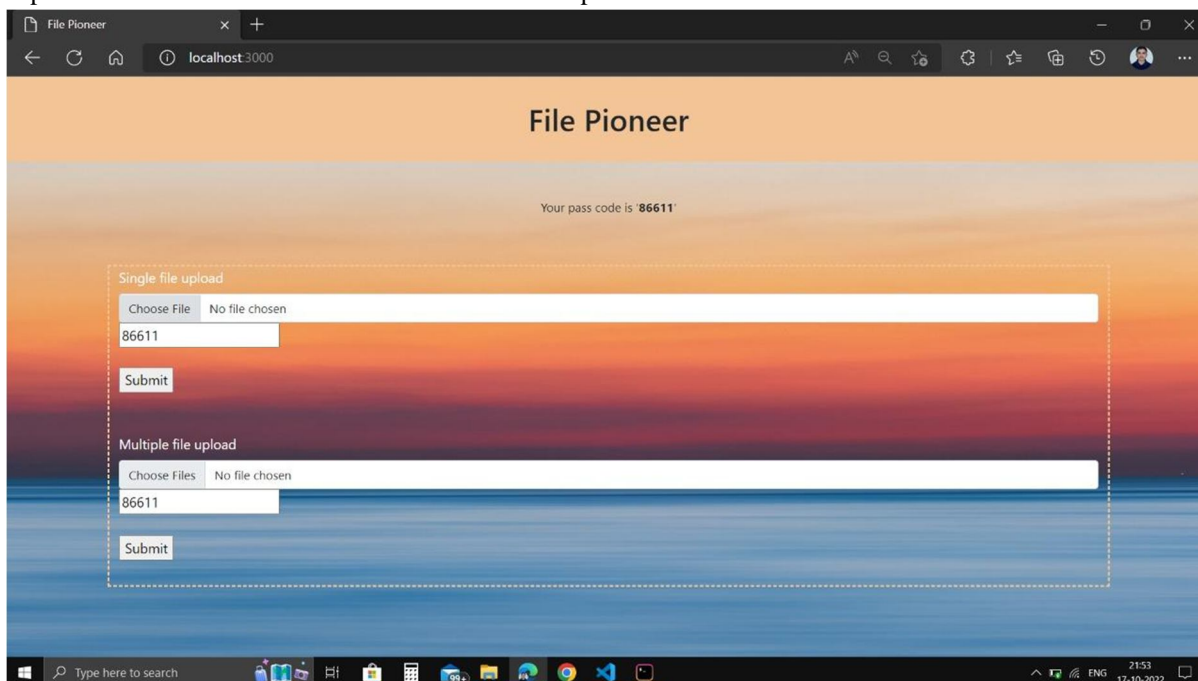 File Pioneer
localhost:3000
File Pioneer
Your pass code is '86611'
Single file upload
Choose File No file chosen
86611
Submit
Multiple file upload
Choose Files No file chosen
86611
Submit
Type here to search
99+
ENG
21:53
17-10-2022